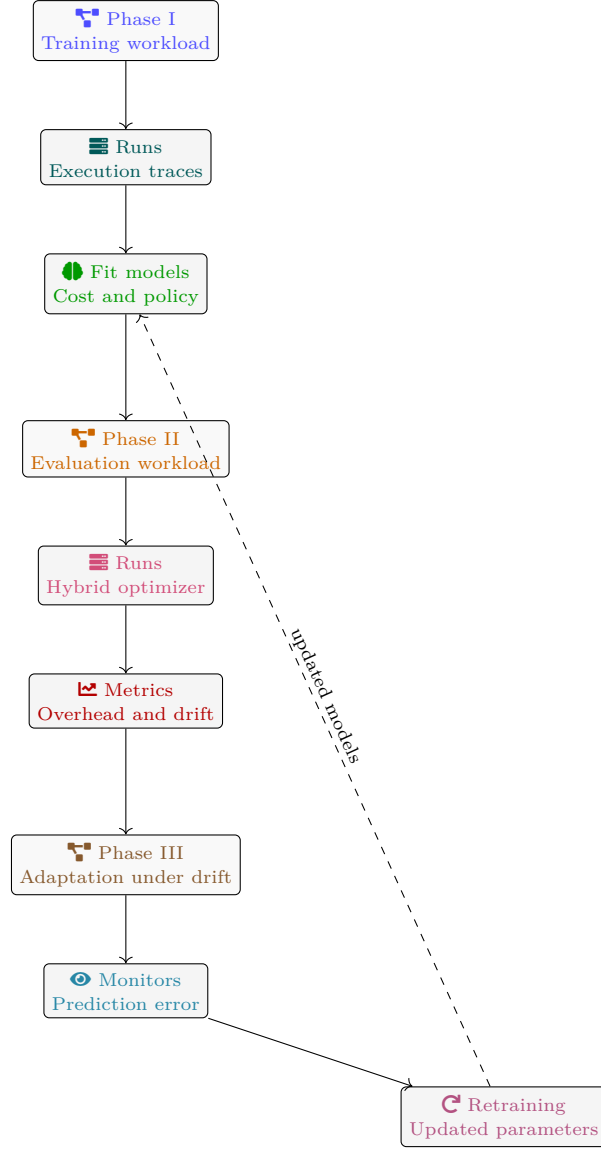 Phase I
Training workload
Runs
Execution traces
Fit models
Cost and policy
Phase II
Evaluation workload
Runs
Hybrid optimizer
updated models
Metrics
Overhead and drift
Phase III
Adaptation under drift
Monitors
Prediction error
Retraining
Updated parameters